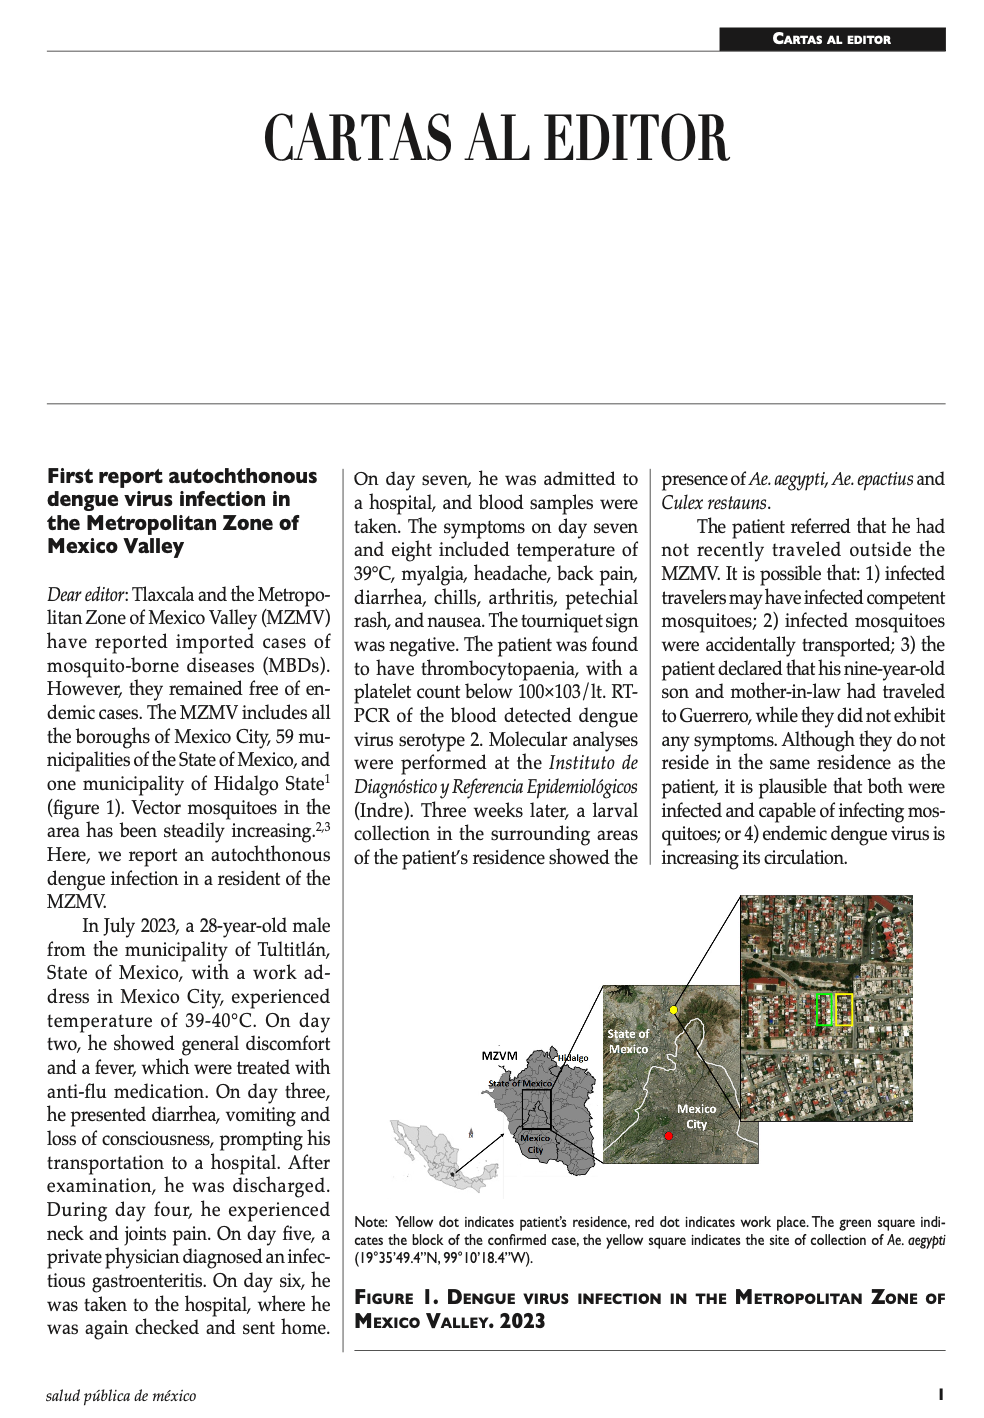 CARTAS AL EDITOR
CARTAS AL EDITOR
First report autochthonous
dengue virus infection in
the Metropolitan Zone of
Mexico Valley
Dear editor: Tlaxcala and the Metropo-
litan Zone of Mexico Valley (MZMV)
have reported imported cases of
mosquito-borne diseases (MBDs).
However, they remained free of en-
demic cases. The MZMV includes all
the boroughs of Mexico City, 59 mu-
nicipalities of the State of Mexico, and
one municipality of Hidalgo State1
(figure 1). Vector mosquitoes in the
area has been steadily increasing.2,3
Here, we report an autochthonous
dengue infection in a resident of the
MZMV.
In July 2023, a 28-year-old male
from the municipality of Tultitlán,
State of Mexico, with a work ad-
dress in Mexico City, experienced
temperature of 39-40°C. On day
two, he showed general discomfort
and a fever, which were treated with
anti-flu medication. On day three,
he presented diarrhea, vomiting and
loss of consciousness, prompting his
transportation to a hospital. After
examination, he was discharged.
During day four, he experienced
neck and joints pain. On day five, a
private physician diagnosed an infec-
tious gastroenteritis. On day six, he
was taken to the hospital, where he
was again checked and sent home.
On day seven, he was admitted to
a hospital, and blood samples were
taken. The symptoms on day seven
and eight included temperature of
39°C, myalgia, headache, back pain,
diarrhea, chills, arthritis, petechial
rash, and nausea. The tourniquet sign
was negative. The patient was found
to have thrombocytopaenia, with a
platelet count below 100×103/lt. RT-
PCR of the blood detected dengue
virus serotype 2. Molecular analyses
were performed at the Instituto de
Diagnóstico y Referencia Epidemiológicos
(Indre). Three weeks later, a larval
collection in the surrounding areas
of the patient's residence showed the
presence of Ae. aegypti, Ae. epactius and
Culex restauns.
The patient referred that he had
not recently traveled outside the
MZMV. It is possible that: 1) infected
travelers may have infected competent
mosquitoes; 2) infected mosquitoes
were accidentally transported; 3) the
patient declared that his nine-year-old
son and mother-in-law had traveled
to Guerrero, while they did not exhibit
any symptoms. Although they do not
reside in the same residence as the
patient, it is plausible that both were
infected and capable of infecting mos-
quitoes; or 4) endemic dengue virus is
increasing its circulation.
MZVM
Hidalgo
State of Mexico
Mexico
City
State of
Mexico
Mexico
City
Note: Yellow dot indicates patient's residence, red dot indicates work place. The green square indi-
cates the block of the confirmed case, the yellow square indicates the site of collection of Ae. aegypti
(19°35'49.4"N, 99°10'18.4"W).
FIGURE 1. DENGUE VIRUS INFECTION IN THE METROPOLITAN ZONE OF
MEXICO VALLEY. 2023
salud pública de méxico
1